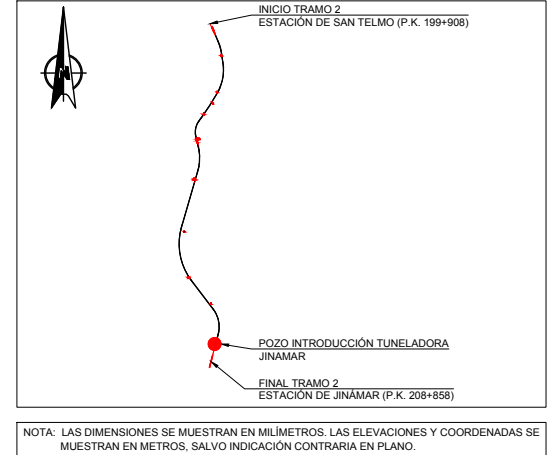 INICIO TRAMO 2
ESTACIÓN DE SAN TELMO (P.K. 199+908)
N
POZO INTRODUCCIÓN TUNELADORA
JINAMAR
FINAL TRAMO 2
ESTACIÓN DE JINÁMAR (P.K. 208+858)
NOTA: LAS DIMENSIONES SE MUESTRAN EN MILÍMETROS. LAS ELEVACIONES Y COORDENADAS SE
MUESTRAN EN METROS, SALVO INDICACIÓN CONTRARIA EN PLANO.